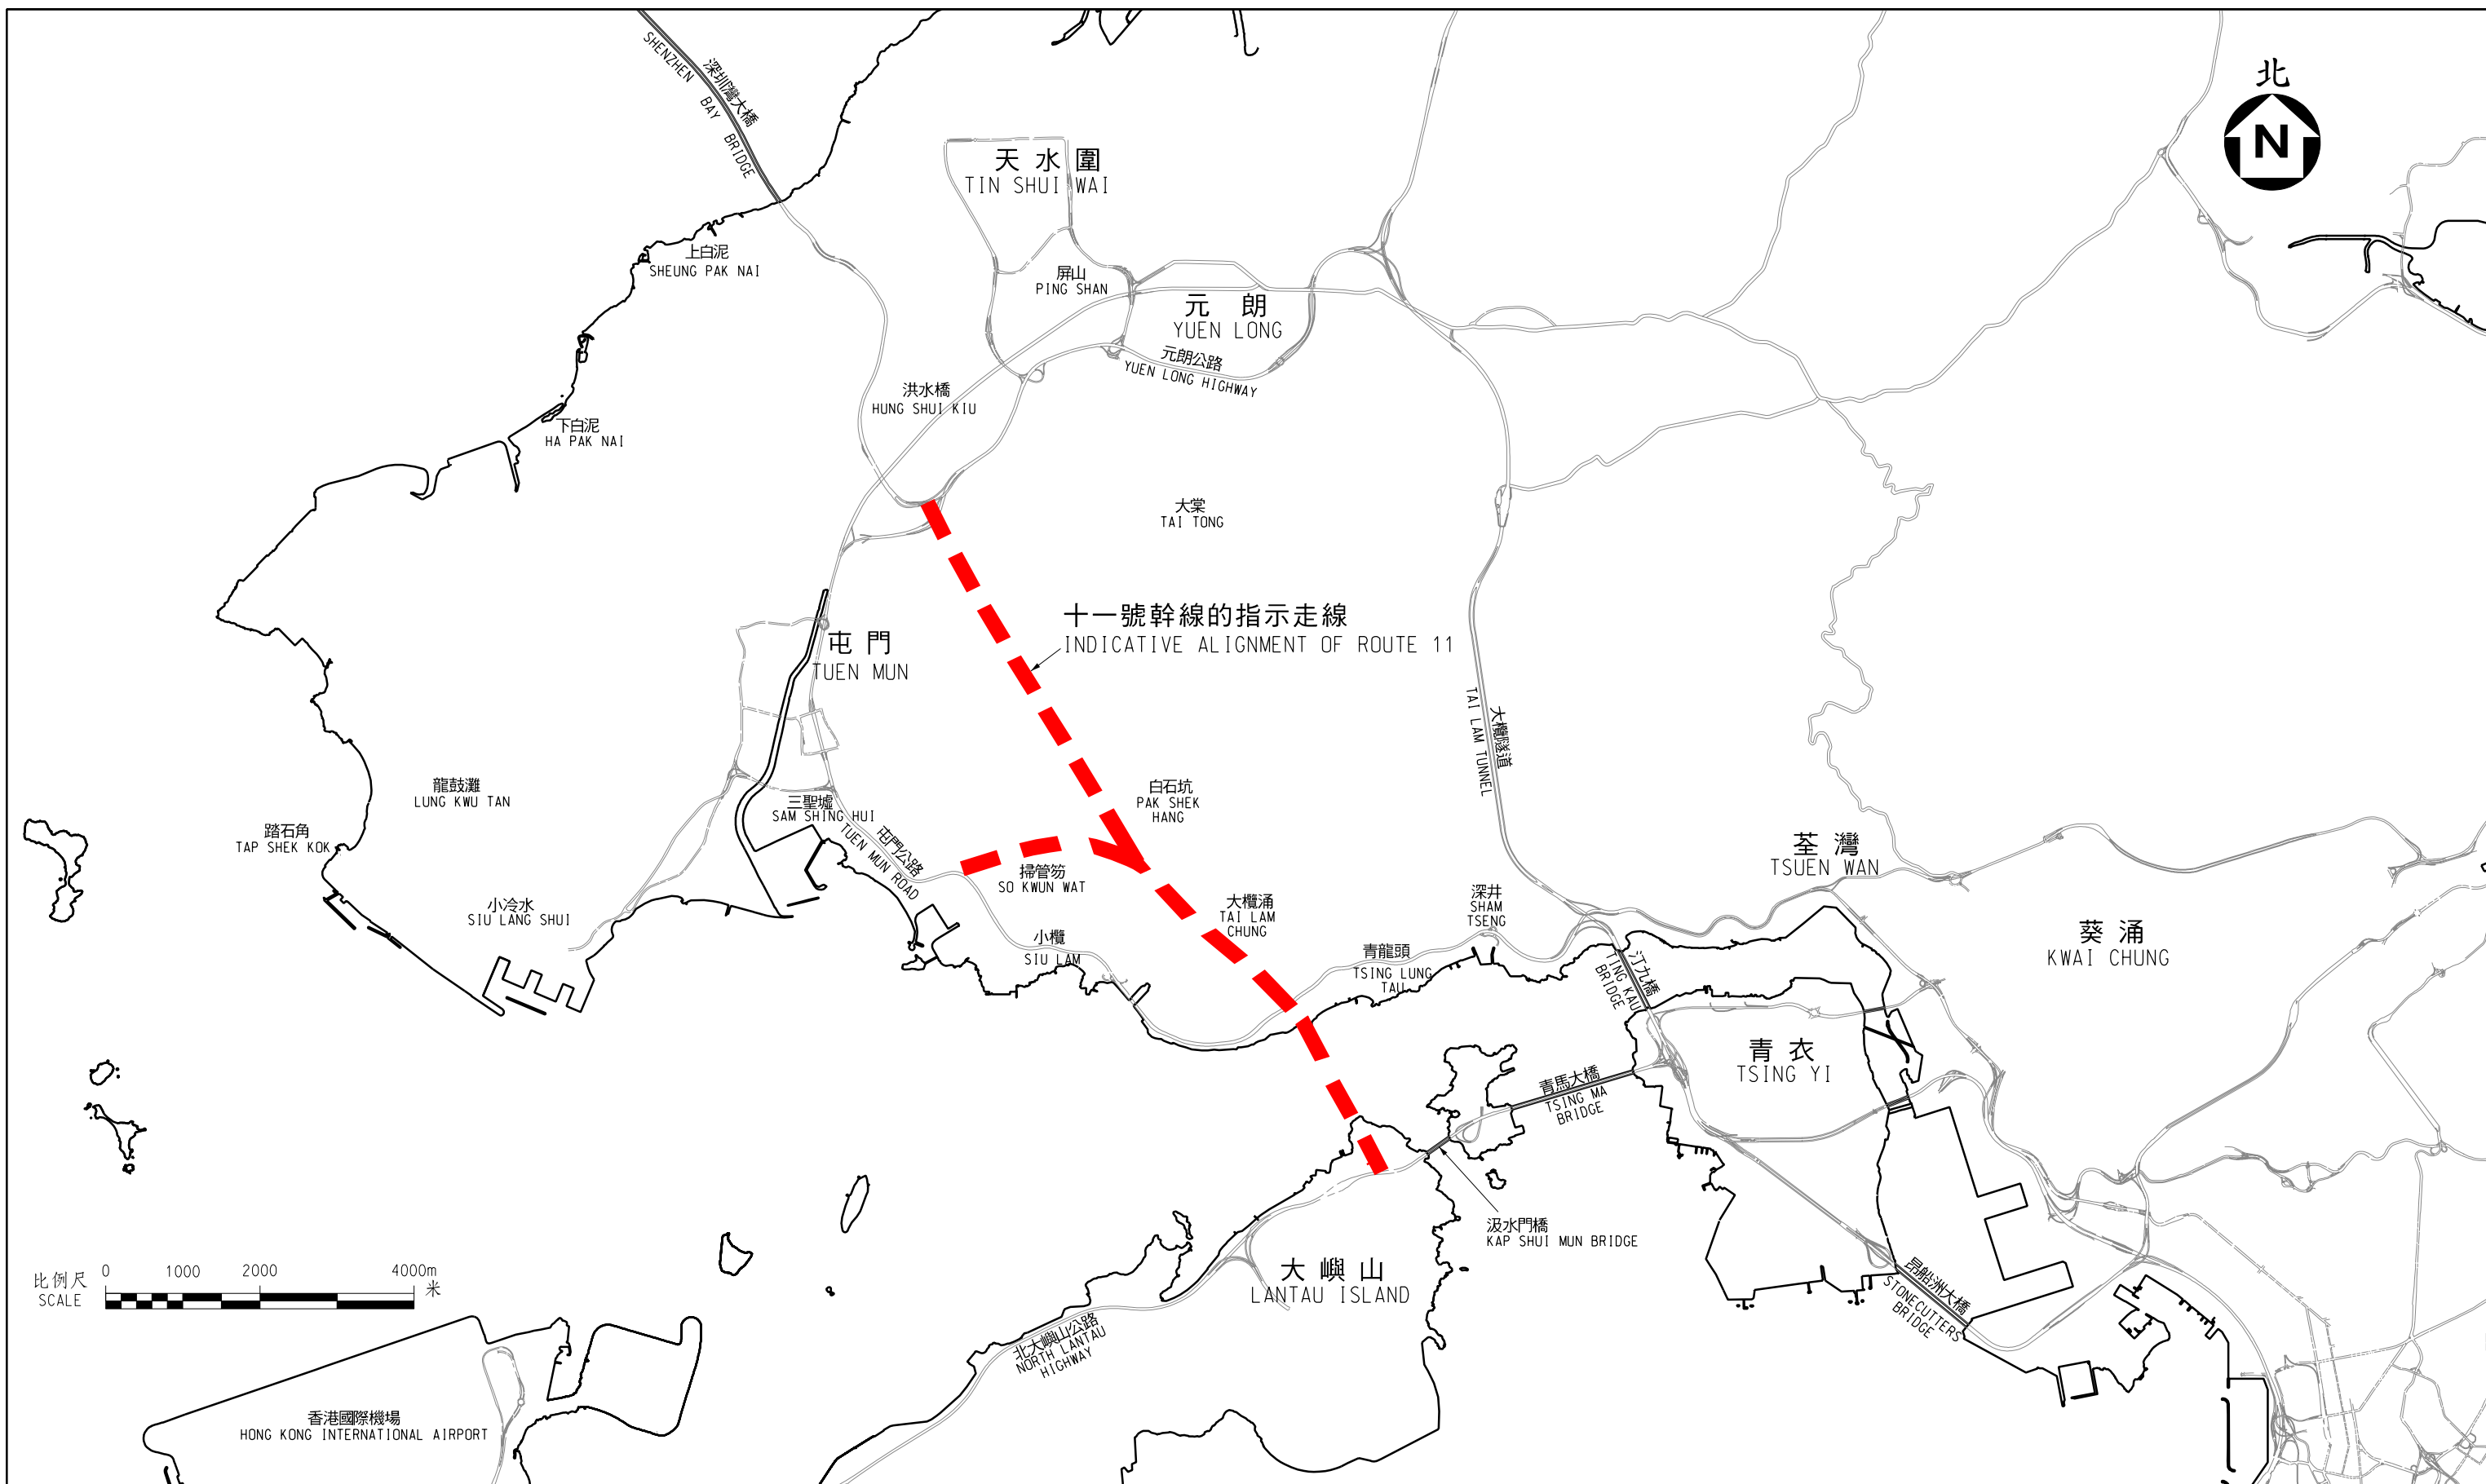 深圳灣大橋
SHENZHEN BAY BRIDGE
北
N
天水圍
TIN SHUI WAI
上白泥
SHEUNG PAK NAI
屏山
PING SHAN
元朗
YUEN LONG
元朗公路
YUEN LONG HIGHWAY
洪水橋
HUNG SHUI KIU
下白泥
HA PAK NAI
大棠
TAI TONG
十一號幹線的指示走線
INDICATIVE ALIGNMENT OF ROUTE 11
屯門
TUEN MUN
大欖隧道
TAI LAM TUNNEL
龍鼓灘
LUNG KWU TAN
白石坑
PAK SHEK
HANG
三聖墟
SAM SHING HUI
踏石角
TAP SHEK KOK
屯門公路
TUEN MUN ROAD
掃管笏
SO KWUN WAT
荃灣
TSUEN WAN
小冷水
SIU LANG SHUI
大欖涌
TAI LAM
CHUNG
深井
SHAM
TSENG
小欖
SIU LAM
青龍頭
TSING LUNG
TAU
汀九橋
TING KAU
BRIDGE
葵涌
KWAI CHUNG
青衣
TSING YI
青馬大橋
TSING MA
BRIDGE
汲水門橋
KAP SHUI MUN BRIDGE
大嶼山
LANTAU ISLAND
昂船洲大橋
STONECUTTERS
BRIDGE
比例尺
SCALE
0 1000 2000 4000m
米
北大嶼山公路
NORTH LANTAU
HIGHWAY
香港國際機場
HONG KONG INTERNATIONAL AIRPORT